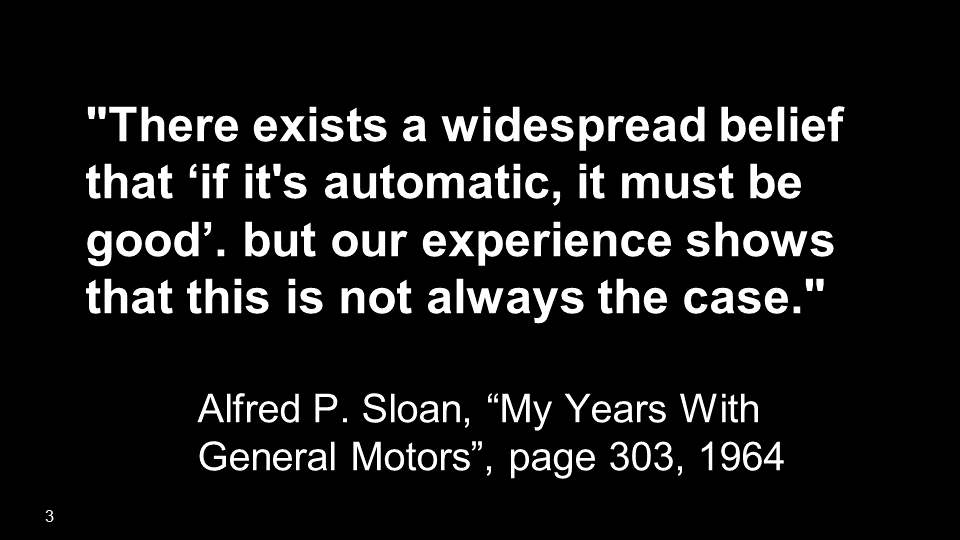 "There exists a widespread belief
that ‘if it's automatic, it must be
good’. but our experience shows
that this is not always the case."
Alfred P. Sloan, “My Years With
General Motors”, page 303, 1964
3